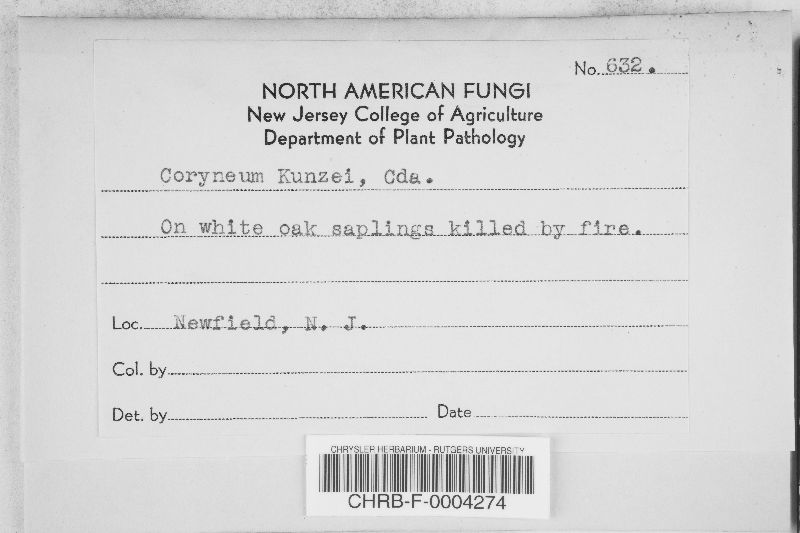 No. 632.
NORTH AMERICAN FUNGI
New Jersey College of Agriculture
Department of Plant Pathology
Coryneum Kunzei, Cda.
On white oak saplings killed by fire.
Loc. Newfield, N. J.
Col. by
Det. by Date
CHRYSLER HERBARIUM - RUTGERS UNIVERSITY
CHRB-F-0004274